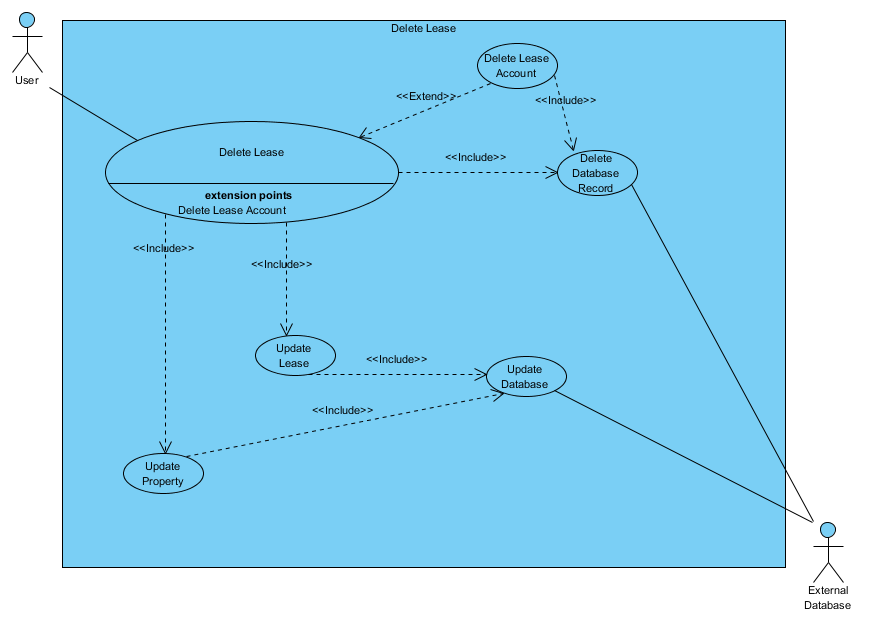 Delete Lease
User
Delete Lease
Account
<<Extend>>
<<Include>>
Delete Lease
extension points
Delete Lease Account
<<Include>>
Delete
Database
Record
<<Include>>
<<Include>>
Update
Lease
<<Include>>
Update
Database
<<Include>>
Update
Property
External
Database